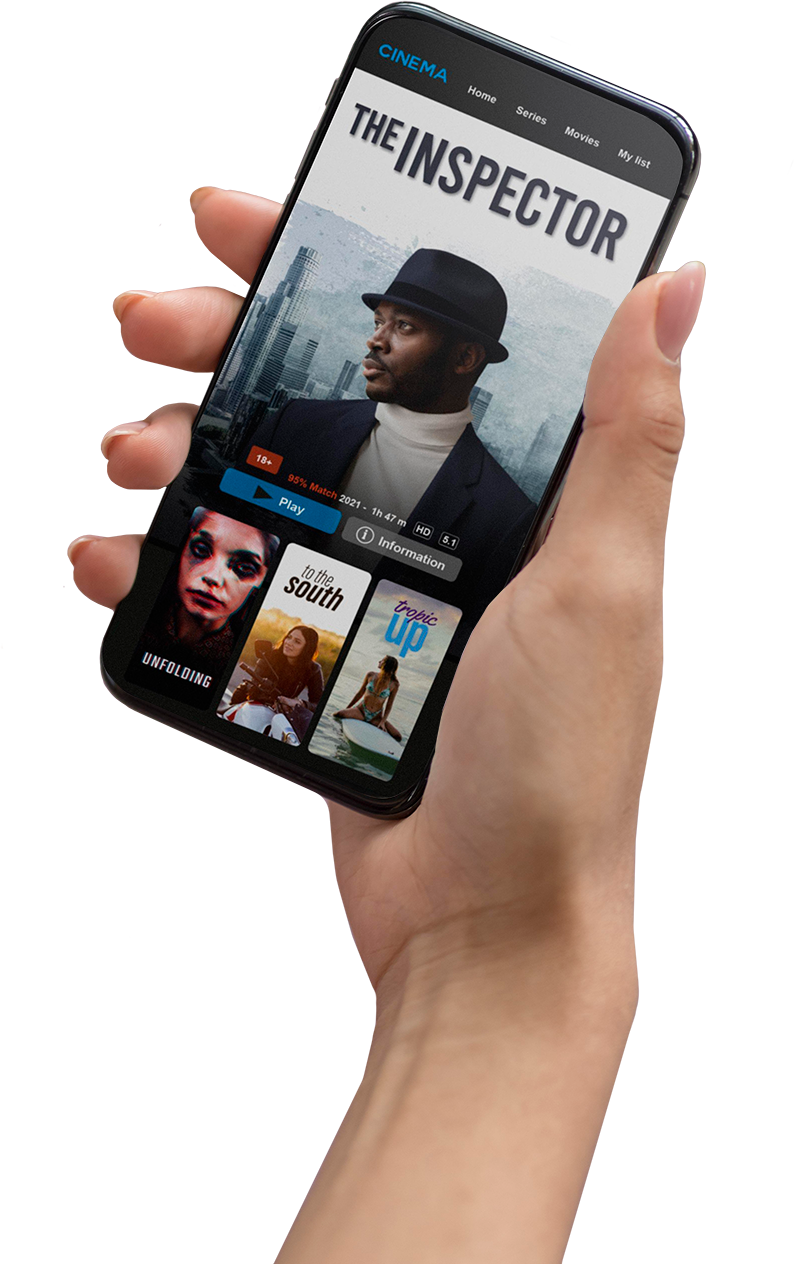 CINEMA Home Series Movies My list
THE INSPECTOR
18+ 95% Match 2021 - 1h 47 m HD 5.1
Play
Information
UNFOLDING
to the
south
tropic
up